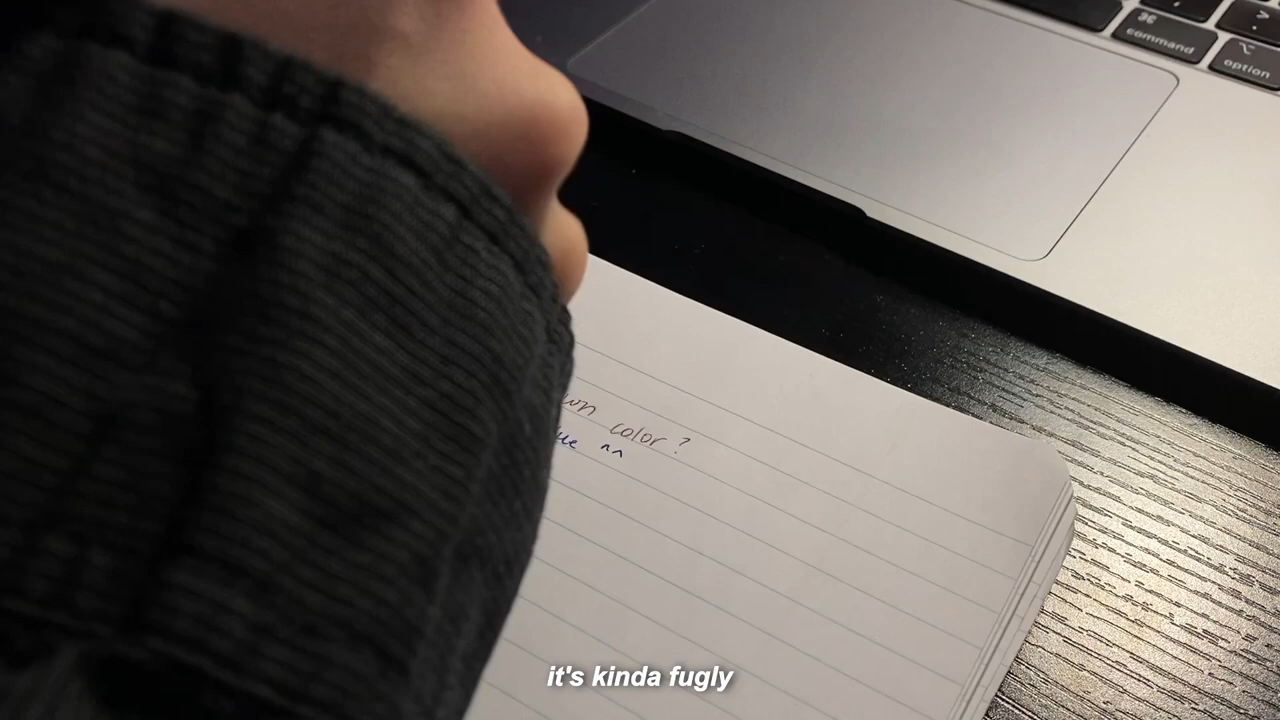 ⌘
command
>
.
⌥
option
color ?
^^
it's kinda fugly